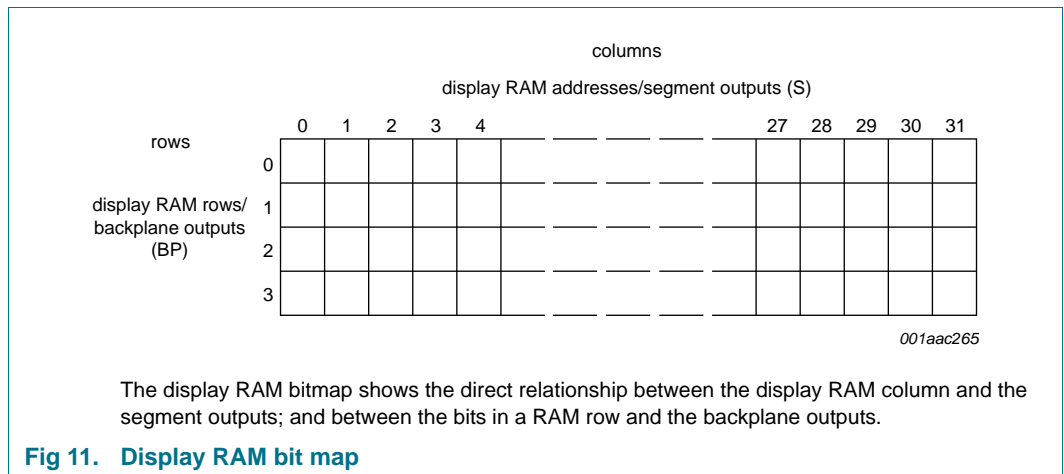 columns
display RAM addresses/segment outputs (S)
0 1 2 3 4 27 28 29 30 31
rows
0
display RAM rows/
backplane outputs
(BP)
1
2
3
001aac265
The display RAM bitmap shows the direct relationship between the display RAM column and the
segment outputs; and between the bits in a RAM row and the backplane outputs.
Fig 11. Display RAM bit map